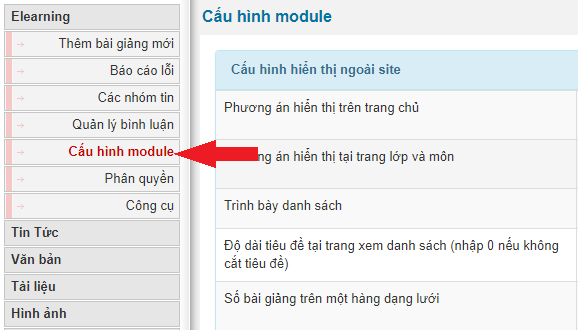 Elearning
Thêm bài giảng mới
Báo cáo lỗi
Các nhóm tin
Quản lý bình luận
Cấu hình module
Phân quyền
Công cụ
Tin Tức
Văn bản
Tài liệu
Hình ảnh
Cấu hình module
Cấu hình hiển thị ngoài site
Phương án hiển thị trên trang chủ
án hiển thị tại trang lớp và môn
Trình bày danh sách
Độ dài tiêu đề tại trang xem danh sách (nhập 0 nếu không
cắt tiêu đề)
Số bài giảng trên một hàng dạng lưới